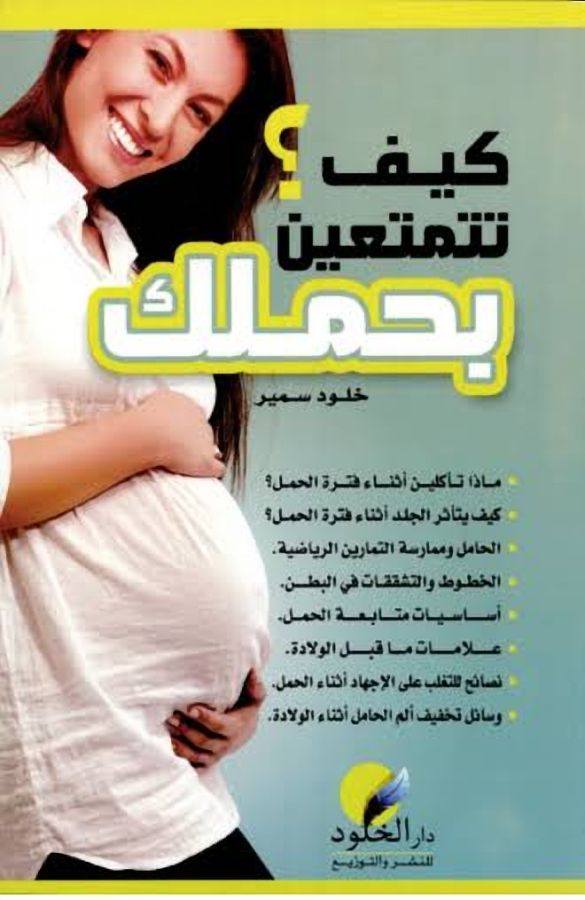 كيف ؟
تتمتعين
بحملك
خلود سمير
ماذا تأكلين أثناء فترة الحمل؟
كيف يتأثر الجلد أثناء فترة الحمل؟
الحامل وممارسة التمارين الرياضية.
الخطوط والتشققات في البطن.
أساسيات متابعة الحمل.
علامات ما قبل الولادة.
نصائح للتغلب على الإجهاد أثناء الحمل.
وسائل تخفيف ألم الحامل أثناء الولادة.
دار الخلود
للنشر والتوزيع